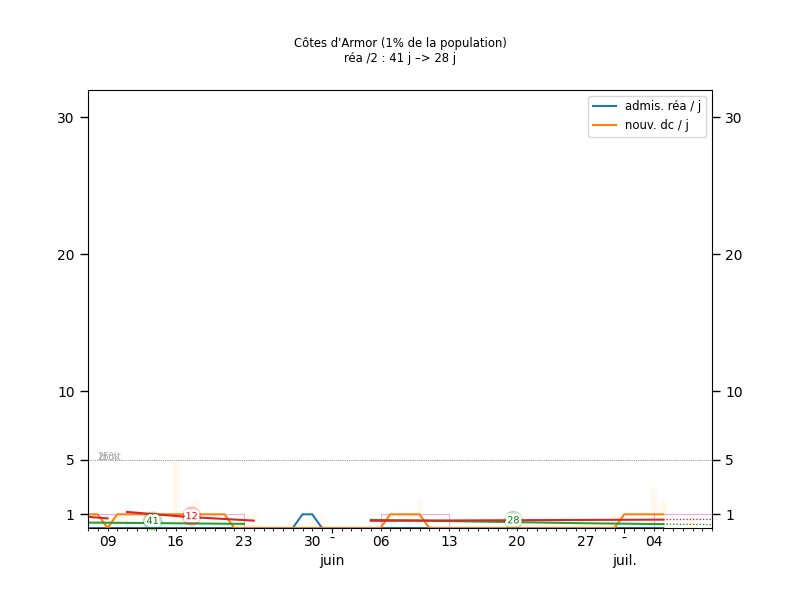 Côtes d'Armor (1% de la population)
réa /2 : 41 j –> 28 j
admis. réa / j
nouv. dc / j
30 30
20 20
10 10
5 5
1 1
41 12 28
09 16 23 30 - 06 13 20 27 - 04
juin juil.